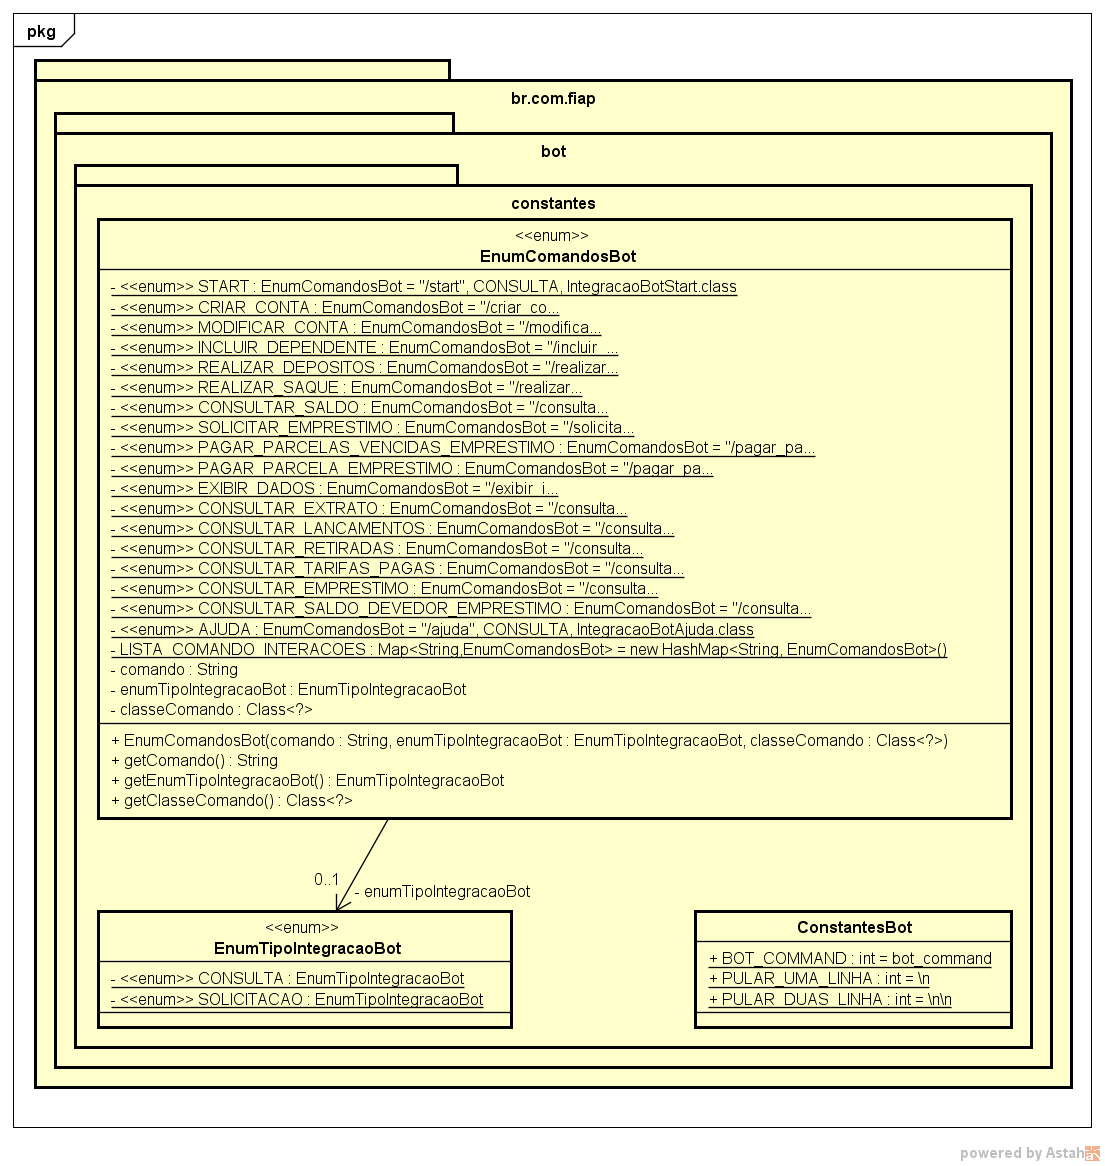 pkg
br.com.fiap
bot
constantes
<<enum>>
EnumComandosBot
- <<enum>> START : EnumComandosBot = "/start", CONSULTA, IntegracaoBotStart.class
- <<enum>> CRIAR_CONTA : EnumComandosBot = "/criar_co...
- <<enum>> MODIFICAR_CONTA : EnumComandosBot = "/modifica...
- <<enum>> INCLUIR_DEPENDENTE : EnumComandosBot = "/incluir_...
- <<enum>> REALIZAR_DEPOSITOS : EnumComandosBot = "/realizar...
- <<enum>> REALIZAR_SAQUE : EnumComandosBot = "/realizar...
- <<enum>> CONSULTAR_SALDO : EnumComandosBot = "/consulta...
- <<enum>> SOLICITAR_EMPRESTIMO : EnumComandosBot = "/solicita...
- <<enum>> PAGAR_PARCELAS_VENCIDAS_EMPRESTIMO : EnumComandosBot = "/pagar_pa...
- <<enum>> PAGAR_PARCELA_EMPRESTIMO : EnumComandosBot = "/pagar_pa...
- <<enum>> EXIBIR_DADOS : EnumComandosBot = "/exibir_i...
- <<enum>> CONSULTAR_EXTRATO : EnumComandosBot = "/consulta...
- <<enum>> CONSULTAR_LANCAMENTOS : EnumComandosBot = "/consulta...
- <<enum>> CONSULTAR_RETIRADAS : EnumComandosBot = "/consulta...
- <<enum>> CONSULTAR_TARIFAS_PAGAS : EnumComandosBot = "/consulta...
- <<enum>> CONSULTAR_EMPRESTIMO : EnumComandosBot = "/consulta...
- <<enum>> CONSULTAR_SALDO_DEVEDOR_EMPRESTIMO : EnumComandosBot = "/consulta...
- <<enum>> AJUDA : EnumComandosBot = "/ajuda", CONSULTA, IntegracaoBotAjuda.class
- LISTA_COMANDO_INTERACOES : Map<String,EnumComandosBot> = new HashMap<String, EnumComandosBot>()
- comando : String
- enumTipoIntegracaoBot : EnumTipoIntegracaoBot
- classeComando : Class<?>
+ EnumComandosBot(comando : String, enumTipoIntegracaoBot : EnumTipoIntegracaoBot, classeComando : Class<?>)
+ getComando() : String
+ getEnumTipoIntegracaoBot() : EnumTipoIntegracaoBot
+ getClasseComando() : Class<?>
0..1
- enumTipoIntegracaoBot
<<enum>>
EnumTipoIntegracaoBot
- <<enum>> CONSULTA : EnumTipoIntegracaoBot
- <<enum>> SOLICITACAO : EnumTipoIntegracaoBot
ConstantesBot
+ BOT_COMMAND : int = bot_command
+ PULAR_UMA_LINHA : int = \n
+ PULAR_DUAS_LINHA : int = \n\n
powered by Astah